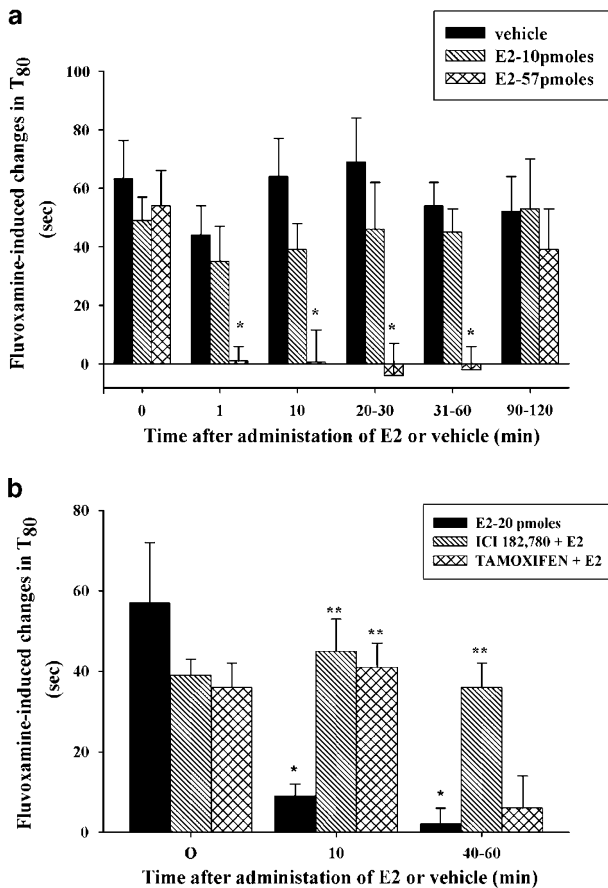 a
vehicle
E2-10pmoles
E2-57pmoles
Fluvoxamine-induced changes in T80
(sec)
100
80
60
40
20
0
*
*
*
*
0
1
10
20-30
31-60
90-120
Time after administation of E2 or vehicle (min)
b
E2-20 pmoles
ICI 182,780 + E2
TAMOXIFEN + E2
Fluvoxamine-induced changes in T80
(sec)
80
60
40
20
0
*
**
**
*
**
O
10
40-60
Time after administation of E2 or vehicle (min)